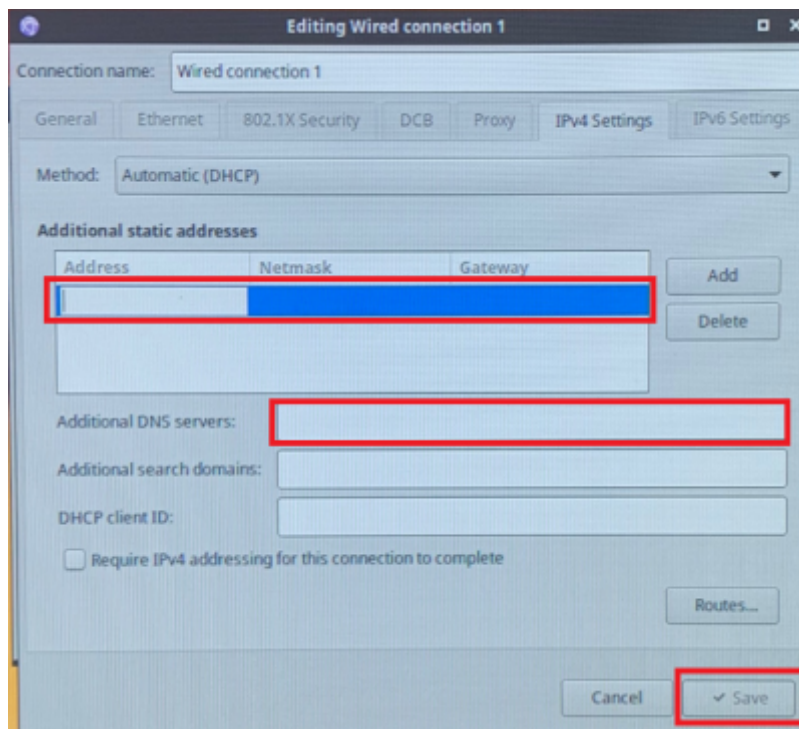 Editing Wired connection 1
Connection name: Wired connection 1
General Ethernet 802.1X Security DCB Proxy IPv4 Settings IPv6 Settings
Method: Automatic (DHCP)
Additional static addresses
Address Netmask Gateway
Add
Delete
Additional DNS servers:
Additional search domains:
DHCP client ID:
Require IPv4 addressing for this connection to complete
Routes...
Cancel ✓ Save